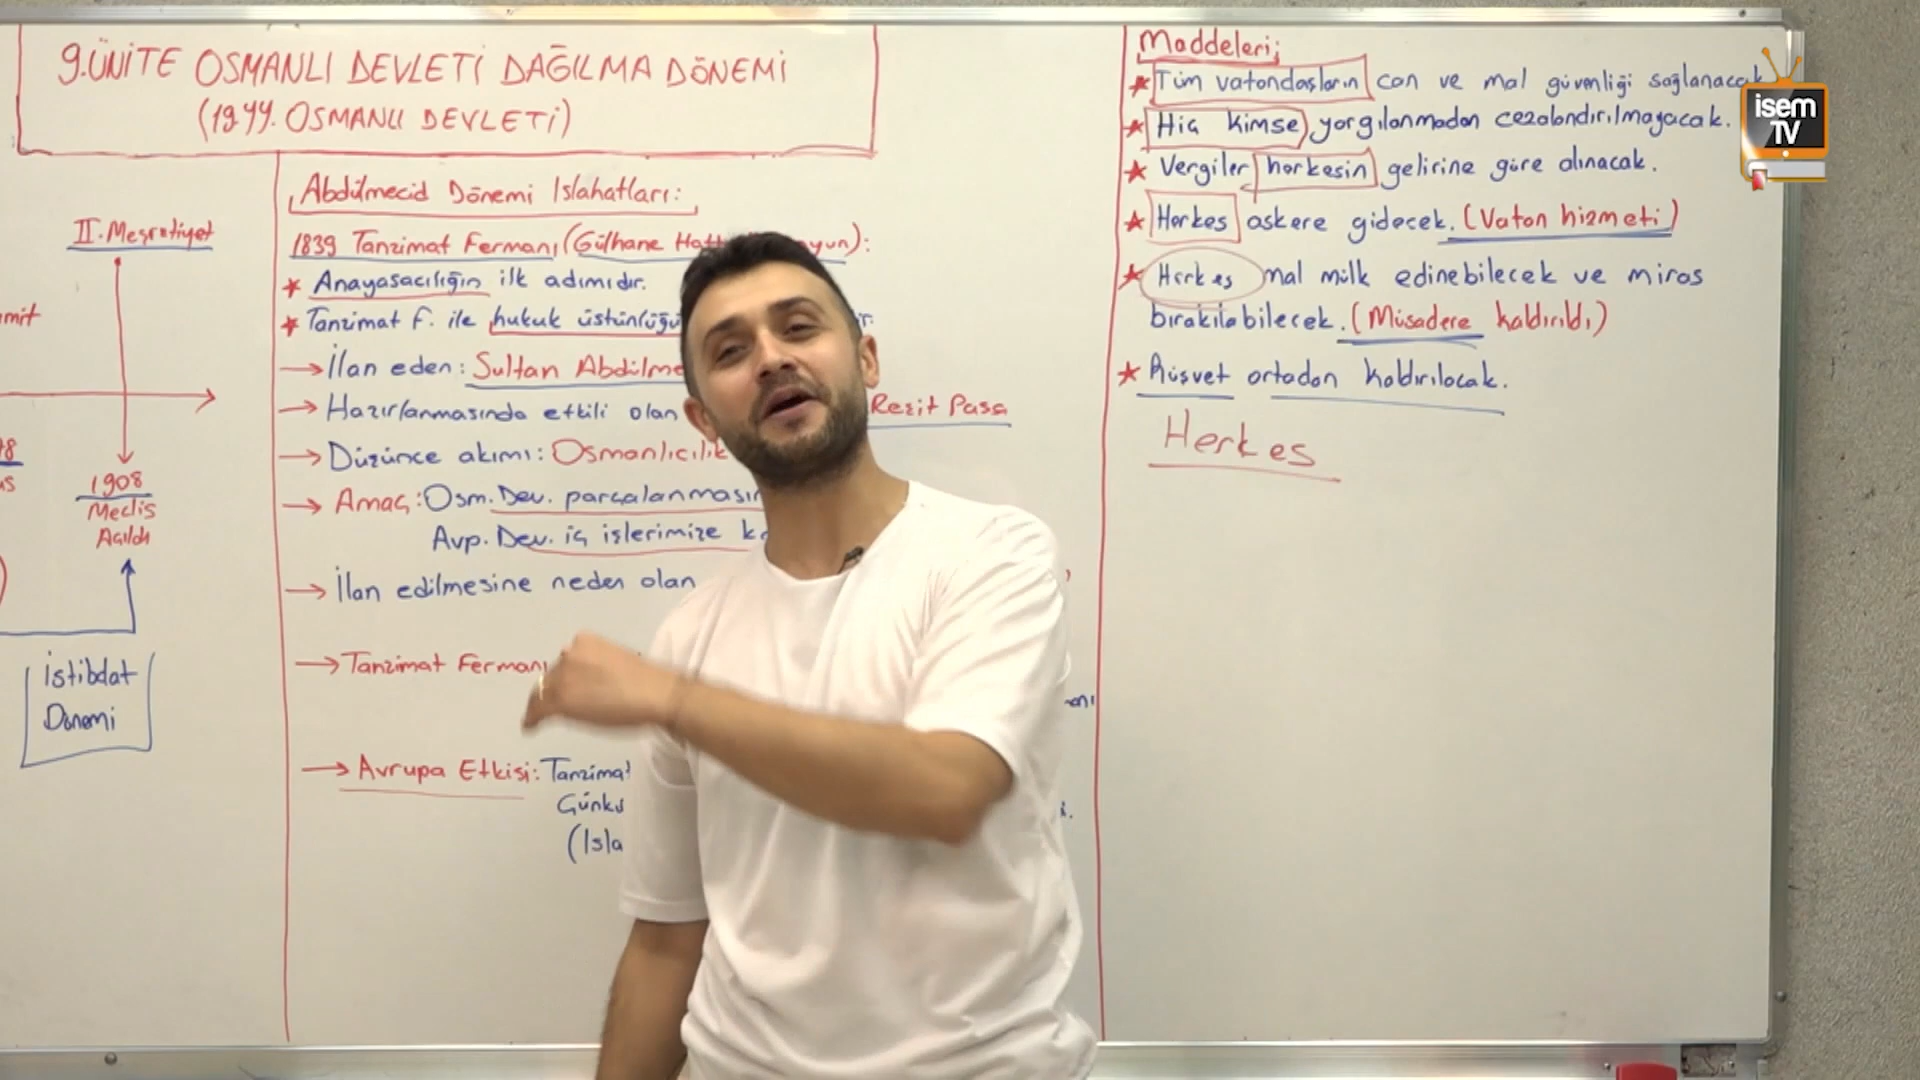 9.ÜNİTE OSMANLI DEVLETİ DAĞILMA DÖNEMİ
(19.YY. OSMANLI DEVLETİ)
II. Meşrutiyet
1908
Meclis
Açıldı
İstibdat
Dönemi
Abdülmecid Dönemi Islahatları:
1839 Tanzimat Fermanı (Gülhane Hatt
★ Anayasacılığın ilk adımıdır.
★ Tanzimat F. ile hukuk üstünlüğü
→ İlan eden: Sultan Abdülme
→ Hazırlanmasında etkili olan Reşit Paşa
→ Düşünce akımı: Osmanlıcılık
→ Amaç: Osm. Dev. parçalanmasın
Avp. Dev. iç işlerimize
→ İlan edilmesine neden olan
→ Tanzimat Fermanı
→ Avrupa Etkisi: Tanzimat
(Isla
Maddeleri;
★ Tüm vatandaşların can ve mal güvenliği sağlanacak
★ Hiç kimse yargılanmadan cezalandırılmayacak.
★ Vergiler herkesin gelirine göre alınacak.
★ Herkes askere gidecek. (Vatan hizmeti)
★ Herkes mal mülk edinebilecek ve miras
bırakılabilecek. (Müsadere kaldırıldı)
★ Rüşvet ortadan kaldırılacak.
Herkes
isem
TV